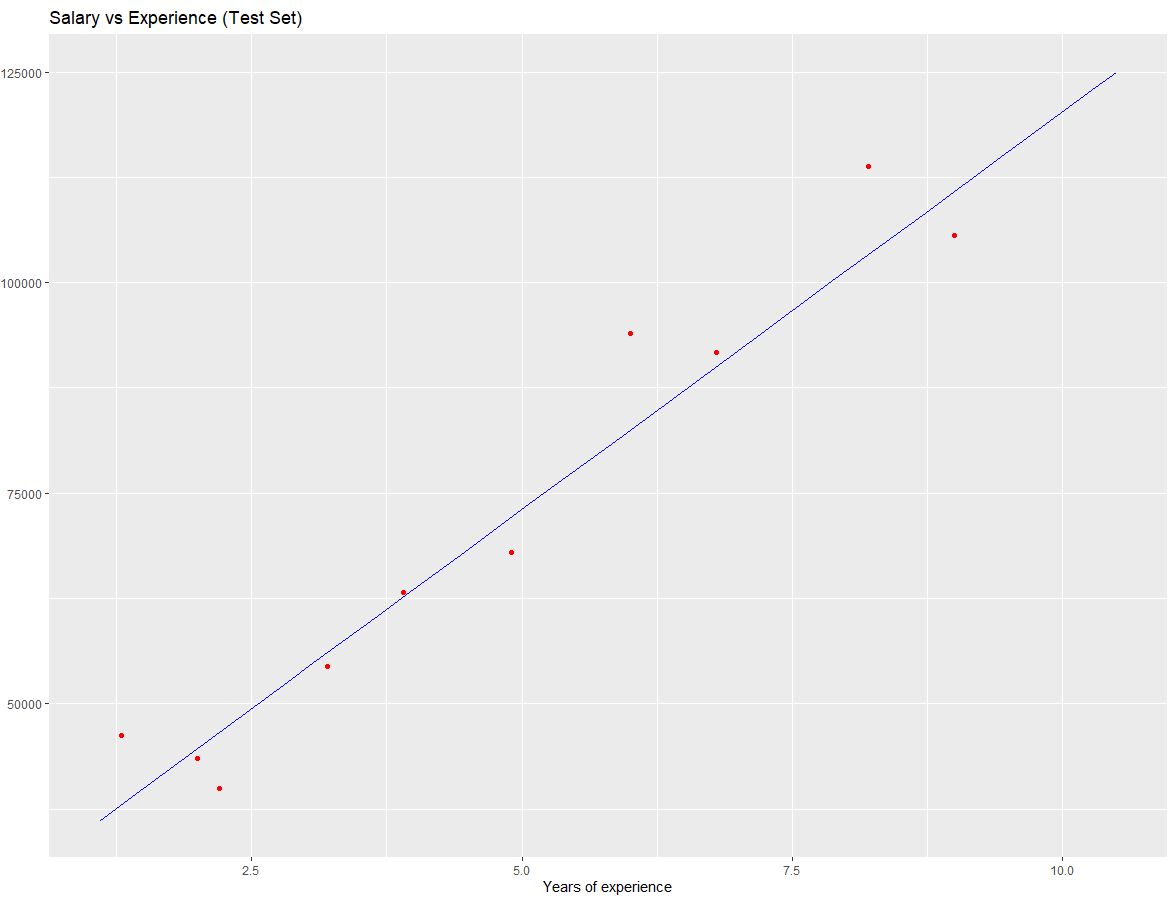 Salary vs Experience (Test Set)
125000
100000
75000
50000
2.5 5.0 7.5 10.0
Years of experience